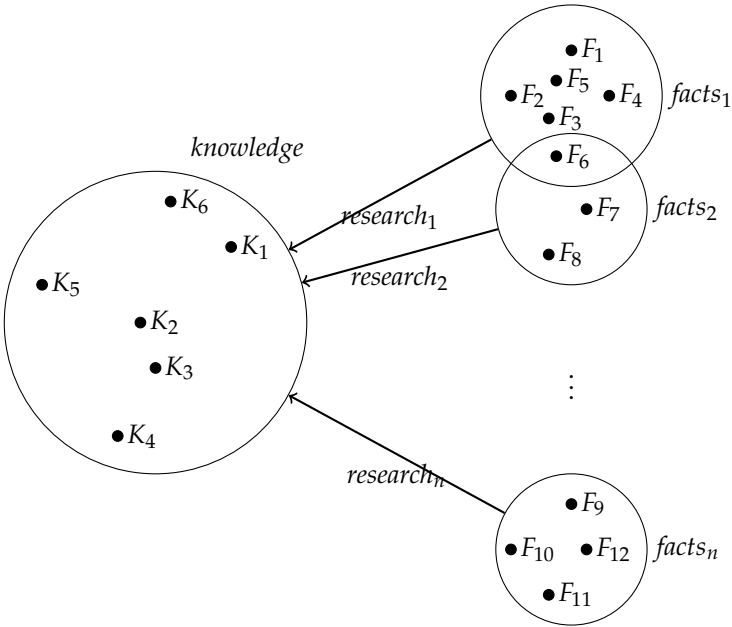 F₁
F₅
F₂
F₄
facts₁
F₃
knowledge
F₆
K₆
research₁
F₇
facts₂
K₁
F₈
research₂
K₅
K₂
K₃
⋮
K₄
researchₙ
F₉
F₁₀
F₁₂
factsₙ
F₁₁